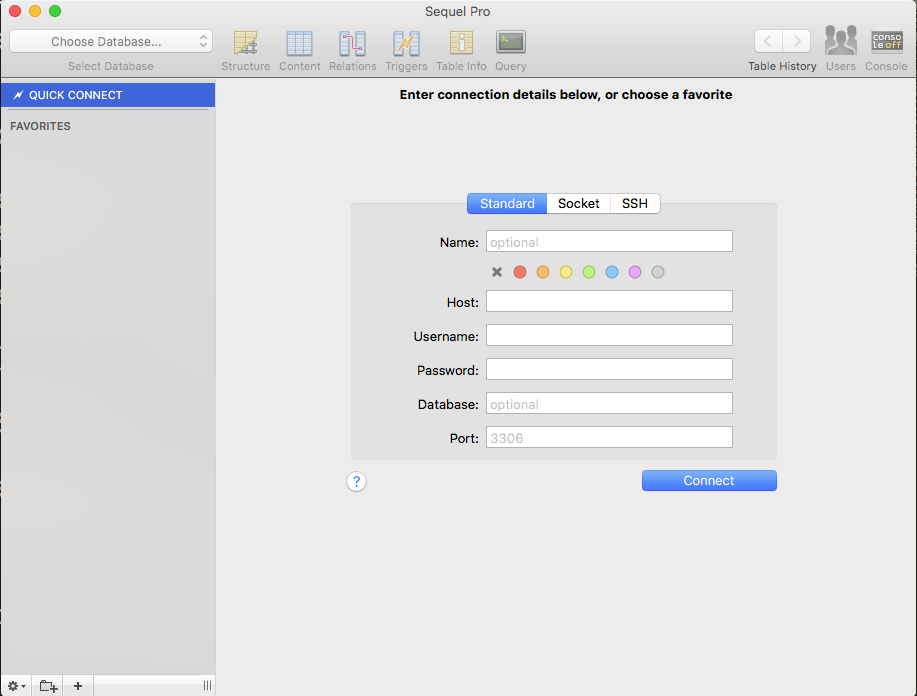 Sequel Pro
Choose Database...
Select Database
Structure
Content
Relations
Triggers
Table Info
Query
Table History
Users
conso
le off
Console
QUICK CONNECT
FAVORITES
Enter connection details below, or choose a favorite
Standard
Socket
SSH
Name: optional
Host:
Username:
Password:
Database: optional
Port: 3306
?
Connect